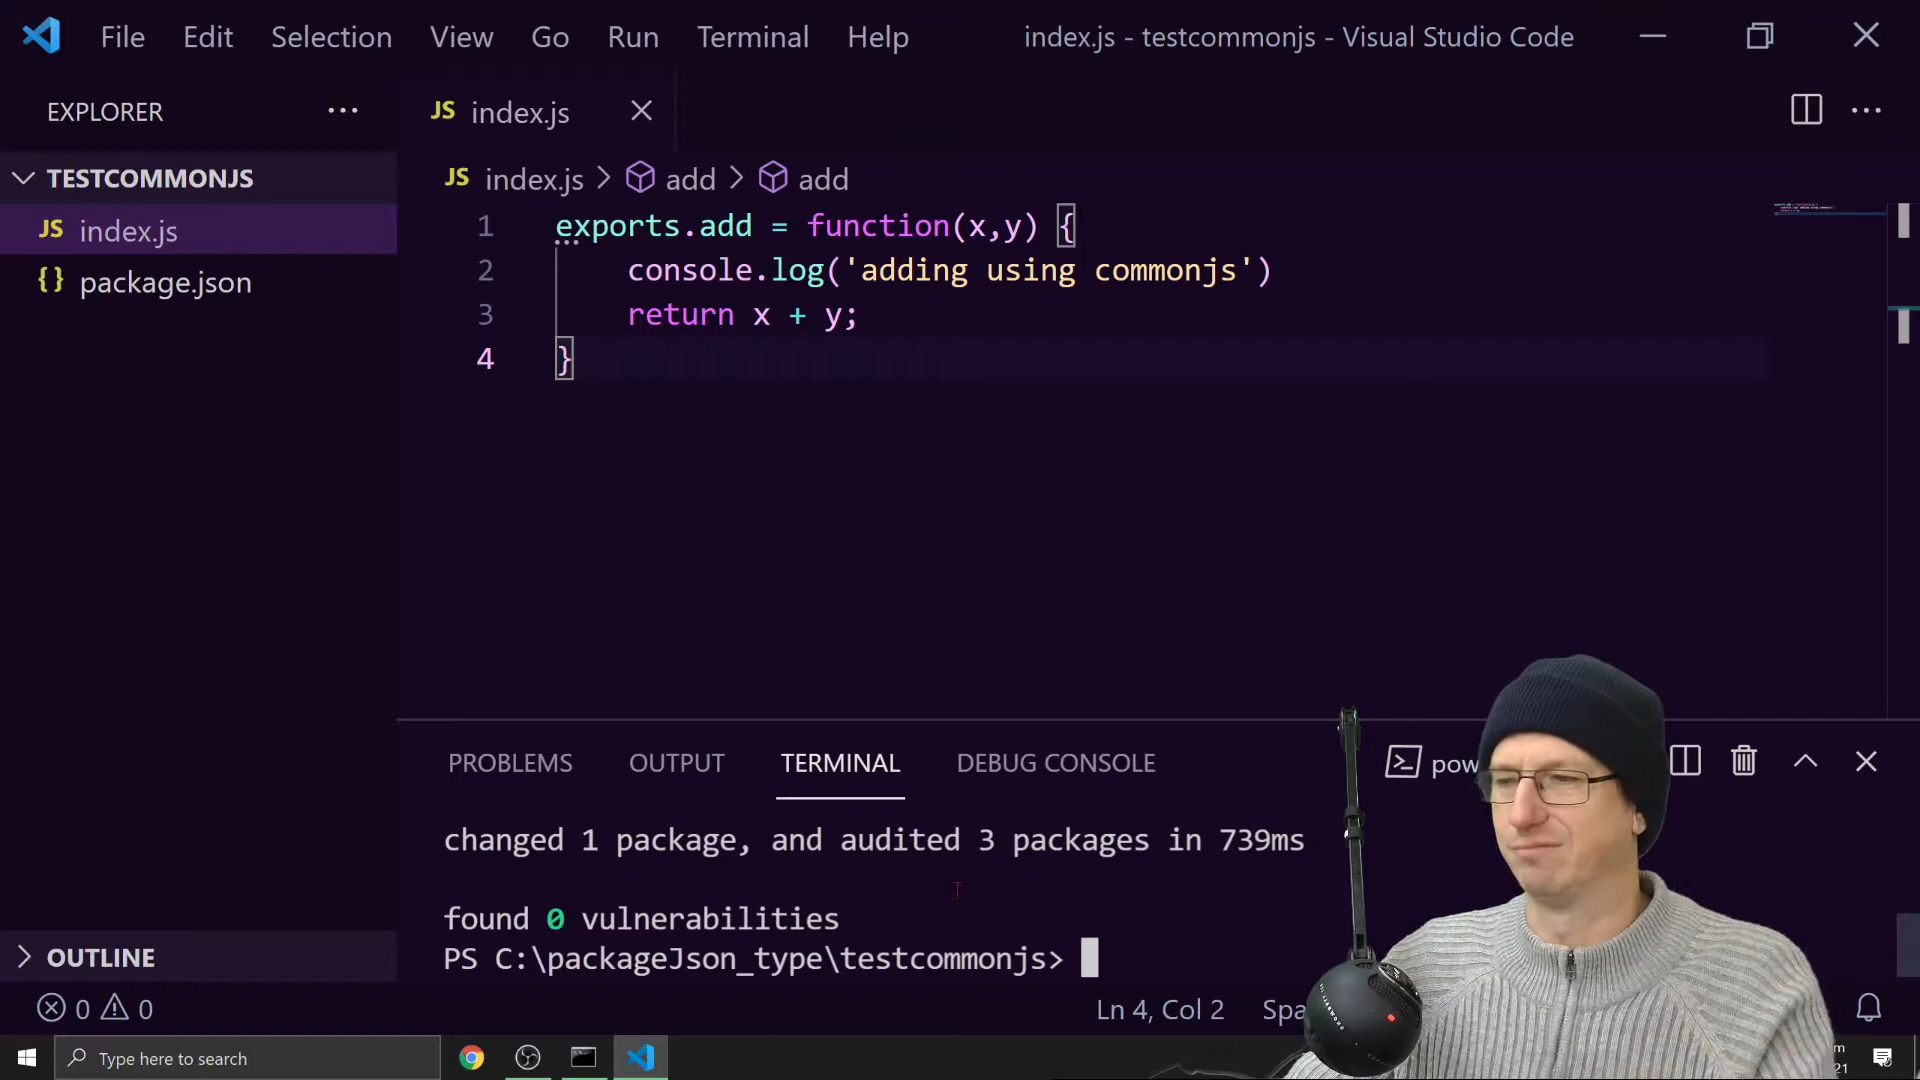 File Edit Selection View Go Run Terminal Help index.js - testcommonjs - Visual Studio Code
EXPLORER
JS index.js
TESTCOMMONJS
JS index.js > add > add
JS index.js
{} package.json
1 exports.add = function(x,y) {
2 console.log('adding using commonjs')
3 return x + y;
4 }
PROBLEMS OUTPUT TERMINAL DEBUG CONSOLE
changed 1 package, and audited 3 packages in 739ms
found 0 vulnerabilities
PS C:\packageJson_type\testcommonjs>
OUTLINE
0 0 Ln 4, Col 2
Type here to search